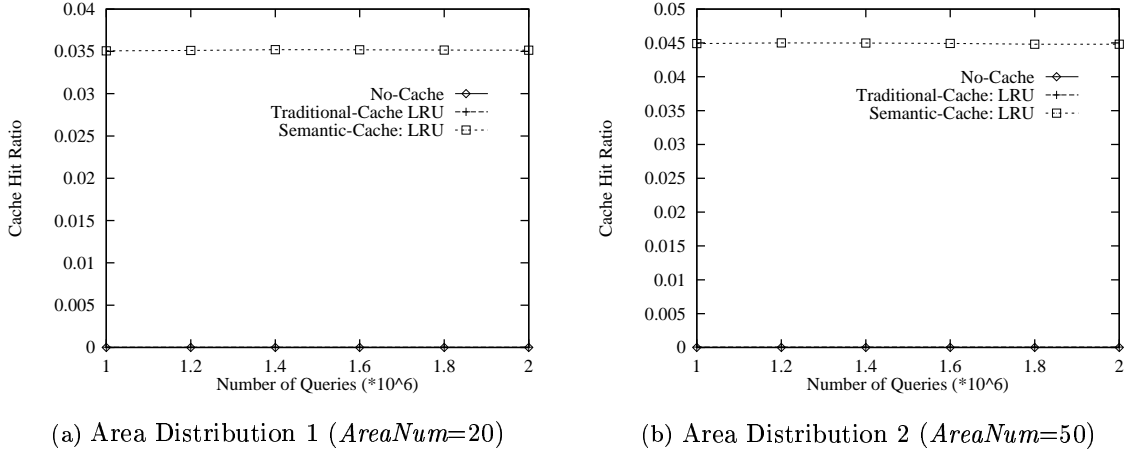 0.04
0.035
0.03
0.025
0.02
0.015
0.01
0.005
0
Cache Hit Ratio
No-Cache
Traditional-Cache LRU
Semantic-Cache: LRU
1 1.2 1.4 1.6 1.8 2
Number of Queries (*10^6)
(a) Area Distribution 1 (AreaNum=20)
0.05
0.045
0.04
0.035
0.03
0.025
0.02
0.015
0.01
0.005
0
Cache Hit Ratio
No-Cache
Traditional-Cache: LRU
Semantic-Cache: LRU
1 1.2 1.4 1.6 1.8 2
Number of Queries (*10^6)
(b) Area Distribution 2 (AreaNum=50)